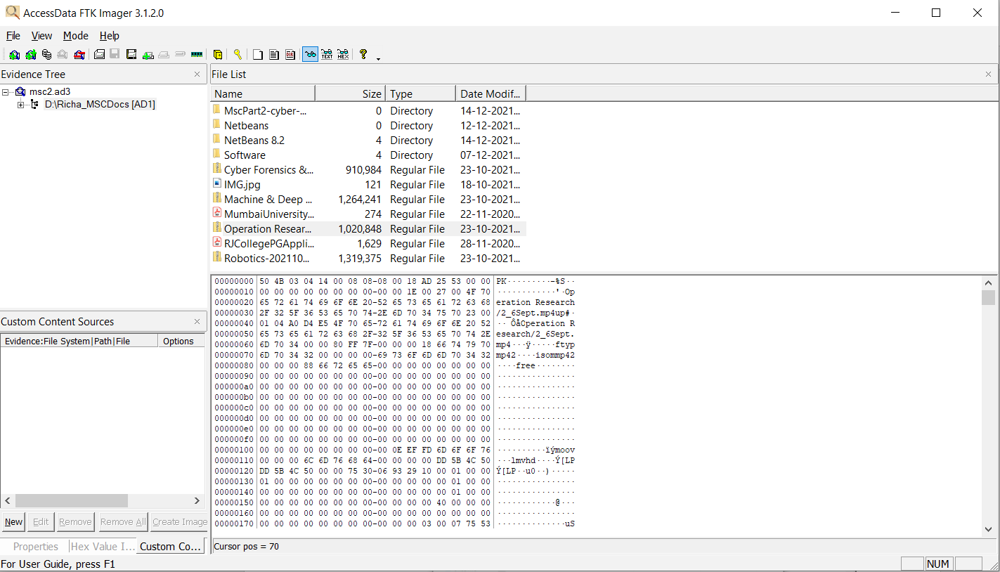 AccessData FTK Imager 3.1.2.0
File View Mode Help
Evidence Tree
msc2.ad3
D:\Richa_MSCDocs [AD1]
File List
Name Size Type Date Modif...
MscPart2-cyber-... 0 Directory 14-12-2021...
Netbeans 0 Directory 12-12-2021...
NetBeans 8.2 4 Directory 14-12-2021...
Software 4 Directory 07-12-2021...
Cyber Forensics &... 910,984 Regular File 23-10-2021...
IMG.jpg 121 Regular File 18-10-2021...
Machine & Deep ... 1,264,241 Regular File 23-10-2021...
MumbaiUniversity... 274 Regular File 22-11-2020...
Operation Resear... 1,020,848 Regular File 23-10-2021...
RJCollegePGAppli... 1,629 Regular File 28-11-2020...
Robotics-202110... 1,319,375 Regular File 23-10-2021...
00000000 50 4B 03 04 14 00 08 08-08 00 18 AD 25 53 00 00 PK·········-%S··
00000010 00 00 00 00 00 00 00 00-00 00 1E 00 27 00 4F 70 ············'·Op
00000020 65 72 61 74 69 6F 6E 20-52 65 73 65 61 72 63 68 eration Research
00000030 2F 32 5F 36 53 65 70 74-2E 6D 70 34 75 70 23 00 /2_6Sept.mp4up#·
00000040 01 04 A0 D4 E5 4F 70 65-72 61 74 69 6F 6E 20 52 ·· ÔåOperation R
00000050 65 73 65 61 72 63 68 2F-32 5F 36 53 65 70 74 2E esearch/2_6Sept.
00000060 6D 70 34 00 00 80 FF 7F-00 00 00 18 66 74 79 70 mp4···ÿ·····ftyp
00000070 6D 70 34 32 00 00 00 00-69 73 6F 6D 6D 70 34 32 mp42····isommp42
00000080 00 00 00 88 66 72 65 65-00 00 00 00 00 00 00 00 ····free········
00000090 00 00 00 00 00 00 00 00-00 00 00 00 00 00 00 00 ················
000000a0 00 00 00 00 00 00 00 00-00 00 00 00 00 00 00 00 ················
000000b0 00 00 00 00 00 00 00 00-00 00 00 00 00 00 00 00 ················
000000c0 00 00 00 00 00 00 00 00-00 00 00 00 00 00 00 00 ················
000000d0 00 00 00 00 00 00 00 00-00 00 00 00 00 00 00 00 ················
000000e0 00 00 00 00 00 00 00 00-00 00 00 00 00 00 00 00 ················
000000f0 00 00 00 00 00 00 00 00-00 00 00 00 00 00 00 00 ················
00000100 00 00 00 00 00 00 00 00-00 0E EF FD 6D 6F 6F 76 ··········ïýmoov
00000110 00 00 00 6C 6D 76 68 64-00 00 00 00 DD 5B 4C 50 ···lmvhd····Ý[LP
00000120 DD 5B 4C 50 00 00 75 30-06 93 29 10 00 01 00 00 Ý[LP··u0··)·····
00000130 01 00 00 00 00 00 00 00-00 00 00 00 00 01 00 00 ················
00000140 00 00 00 00 00 00 00 00-00 00 00 00 00 01 00 00 ················
00000150 00 00 00 00 00 00 00 00-00 00 00 00 40 00 00 00 ············@···
00000160 00 00 00 00 00 00 00 00-00 00 00 00 00 00 00 00 ················
00000170 00 00 00 00 00 00 00 00-00 00 00 03 00 07 75 53 ··············uS
Cursor pos = 70
Custom Content Sources
Evidence:File System|Path|File Options
New Edit Remove Remove All Create Image
Properties Hex Value I... Custom Co...
For User Guide, press F1
NUM